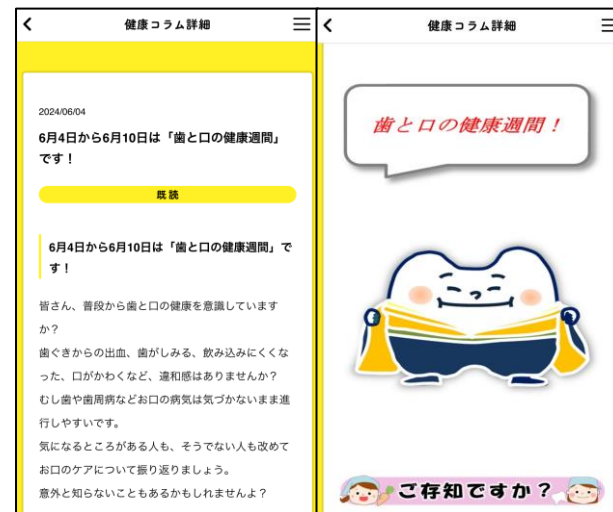 健康コラム詳細
2024/06/04
6月4日から6月10日は「歯と口の健康週間」
です！
既読
6月4日から6月10日は「歯と口の健康週間」で
す！
皆さん、普段から歯と口の健康を意識しています
か？
歯ぐきからの出血、歯がしみる、飲み込みにくくな
った、口がかわくなど、違和感はありませんか？
むし歯や歯周病などお口の病気は気づかないまま進
行しやすいです。
気になるところがある人も、そうでない人も改めて
お口のケアについて振り返りましょう。
意外と知らないこともあるかもしれませんよ？
健康コラム詳細
歯と口の健康週間！
ご存知ですか？